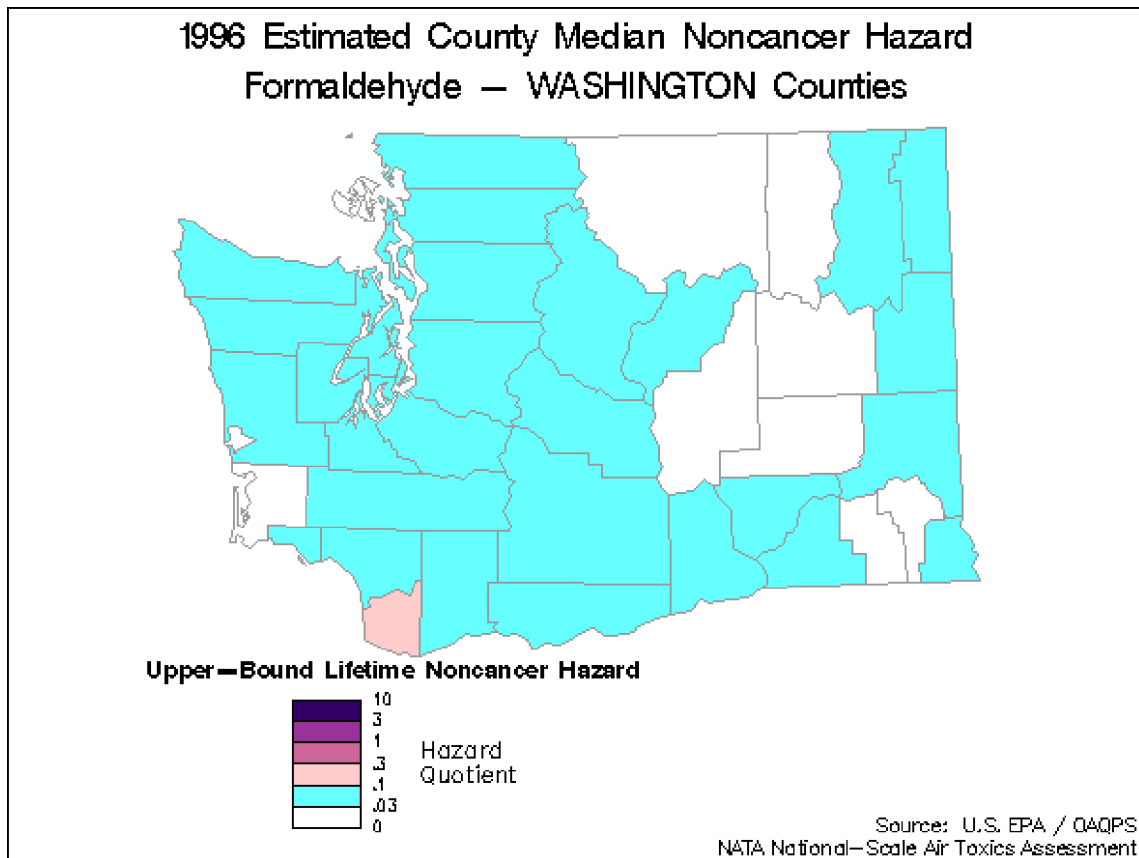 1996 Estimated County Median Noncancer Hazard
Formaldehyde — WASHINGTON Counties
Upper—Bound Lifetime Noncancer Hazard
10
3
1
.3
.1
.03
0
Hazard
Quotient
Source: U.S. EPA / OAQPS
NATA National—Scale Air Toxics Assessment